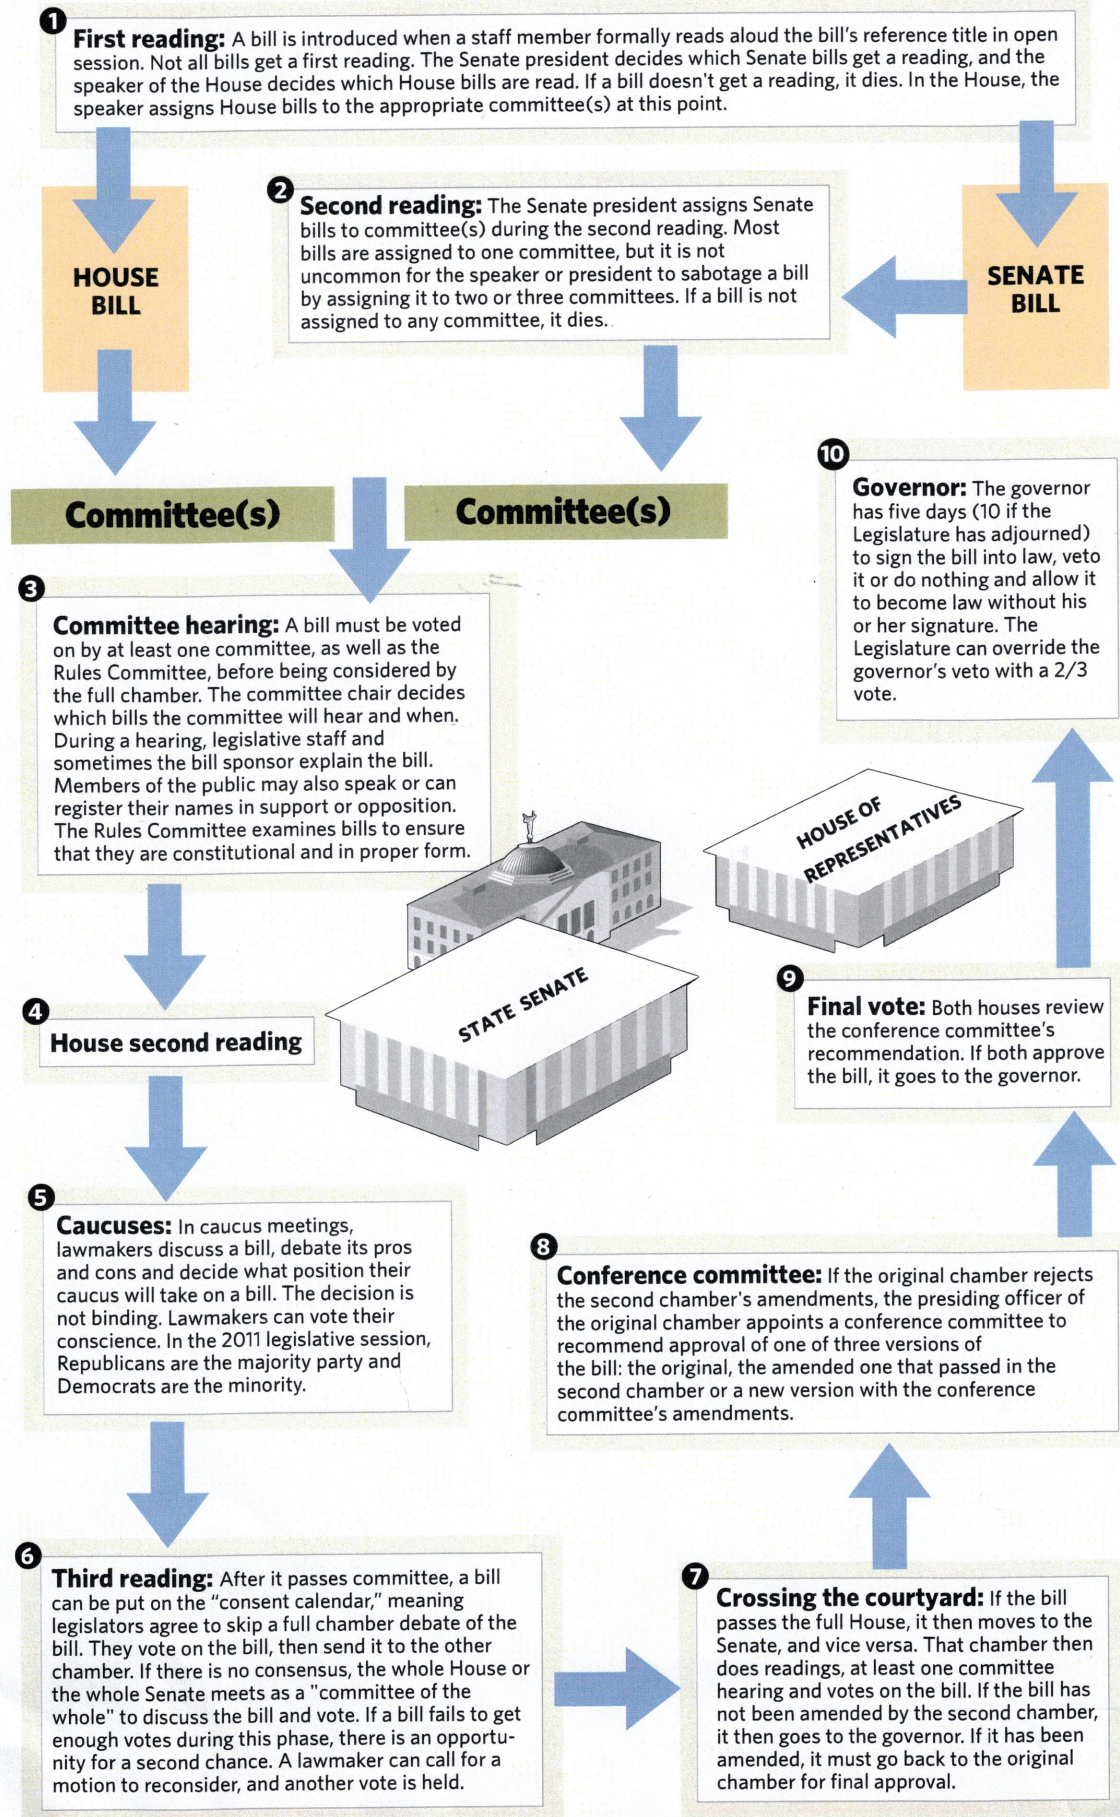 1
First reading: A bill is introduced when a staff member formally reads aloud the bill's reference title in open
session. Not all bills get a first reading. The Senate president decides which Senate bills get a reading, and the
speaker of the House decides which House bills are read. If a bill doesn't get a reading, it dies. In the House, the
speaker assigns House bills to the appropriate committee(s) at this point.
HOUSE
BILL
2
Second reading: The Senate president assigns Senate
bills to committee(s) during the second reading. Most
bills are assigned to one committee, but it is not
uncommon for the speaker or president to sabotage a bill
by assigning it to two or three committees. If a bill is not
assigned to any committee, it dies.
SENATE
BILL
Committee(s)
Committee(s)
3
Committee hearing: A bill must be voted
on by at least one committee, as well as the
Rules Committee, before being considered by
the full chamber. The committee chair decides
which bills the committee will hear and when.
During a hearing, legislative staff and
sometimes the bill sponsor explain the bill.
Members of the public may also speak or can
register their names in support or opposition.
The Rules Committee examines bills to ensure
that they are constitutional and in proper form.
4
House second reading
STATE SENATE
HOUSE OF
REPRESENTATIVES
5
Caucuses: In caucus meetings,
lawmakers discuss a bill, debate its pros
and cons and decide what position their
caucus will take on a bill. The decision is
not binding. Lawmakers can vote their
conscience. In the 2011 legislative session,
Republicans are the majority party and
Democrats are the minority.
6
Third reading: After it passes committee, a bill
can be put on the "consent calendar," meaning
legislators agree to skip a full chamber debate of the
bill. They vote on the bill, then send it to the other
chamber. If there is no consensus, the whole House or
the whole Senate meets as a "committee of the
whole" to discuss the bill and vote. If a bill fails to get
enough votes during this phase, there is an opportu-
nity for a second chance. A lawmaker can call for a
motion to reconsider, and another vote is held.
7
Crossing the courtyard: If the bill
passes the full House, it then moves to the
Senate, and vice versa. That chamber then
does readings, at least one committee
hearing and votes on the bill. If the bill has
not been amended by the second chamber,
it then goes to the governor. If it has been
amended, it must go back to the original
chamber for final approval.
8
Conference committee: If the original chamber rejects
the second chamber's amendments, the presiding officer of
the original chamber appoints a conference committee to
recommend approval of one of three versions of
the bill: the original, the amended one that passed in the
second chamber or a new version with the conference
committee's amendments.
9
Final vote: Both houses review
the conference committee's
recommendation. If both approve
the bill, it goes to the governor.
10
Governor: The governor
has five days (10 if the
Legislature has adjourned)
to sign the bill into law, veto
it or do nothing and allow it
to become law without his
or her signature. The
Legislature can override the
governor's veto with a 2/3
vote.